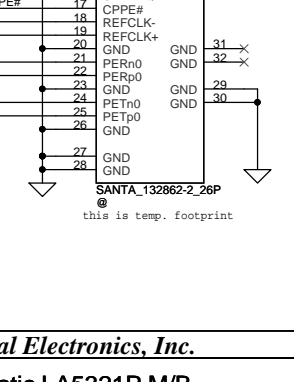 17 CPPE#
18 REFCLK-
19 REFCLK+
20 GND GND 31
21 PERn0 GND 32
22 PERp0
23 GND GND 29
24 PETn0 GND 30
25 PETp0
26 GND
27 GND
28 GND
SANTA_132862-2_26P
@
this is temp. footprint
al Electronics, Inc.